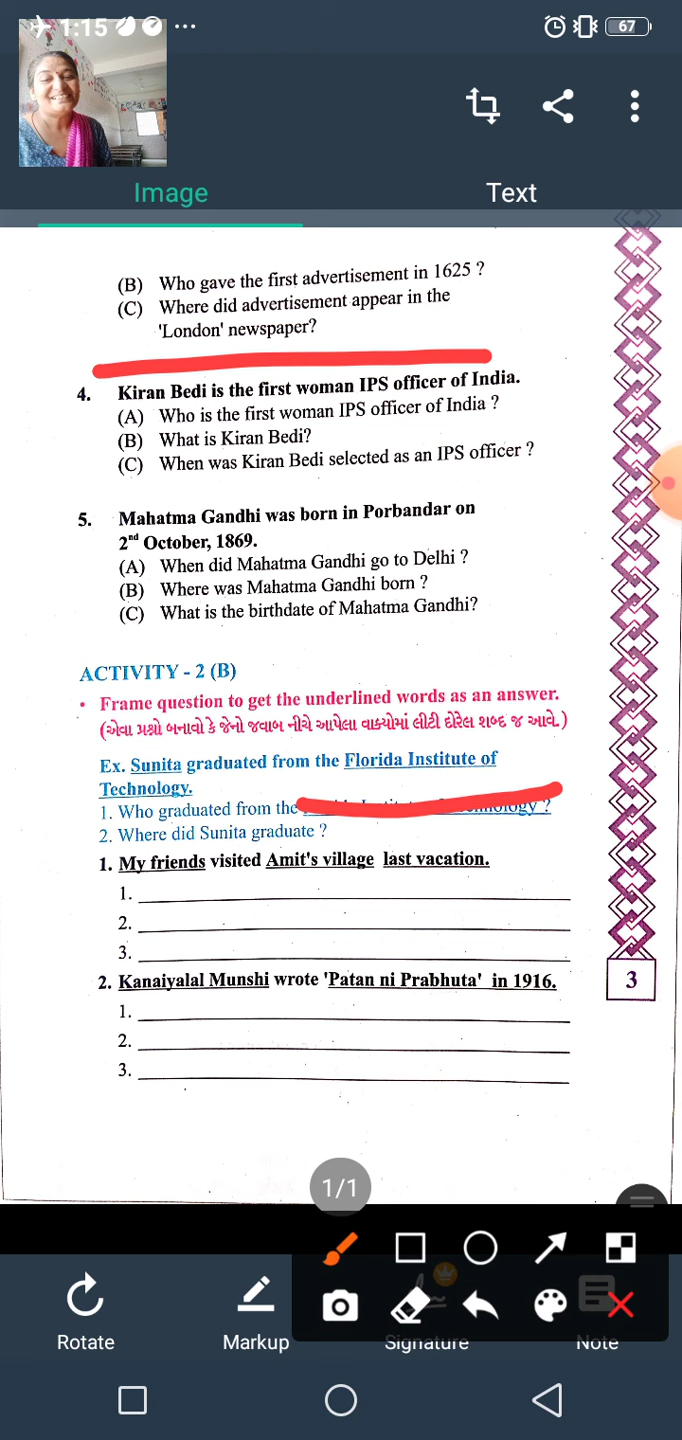 1:15
67
Image Text
(B) Who gave the first advertisement in 1625 ?
(C) Where did advertisement appear in the
'London' newspaper?
4. Kiran Bedi is the first woman IPS officer of India.
(A) Who is the first woman IPS officer of India ?
(B) What is Kiran Bedi?
(C) When was Kiran Bedi selected as an IPS officer ?
5. Mahatma Gandhi was born in Porbandar on
2nd October, 1869.
(A) When did Mahatma Gandhi go to Delhi ?
(B) Where was Mahatma Gandhi born ?
(C) What is the birthdate of Mahatma Gandhi?
ACTIVITY - 2 (B)
• Frame question to get the underlined words as an answer.
(એવા પ્રશ્નો બનાવો કે જેનો જવાબ નીચે આપેલા વાક્યોમાં લીટી દોરેલ શબ્દ જ આવે.)
Ex. Sunita graduated from the Florida Institute of
Technology.
1. Who graduated from the ?
2. Where did Sunita graduate ?
1. My friends visited Amit's village last vacation.
1.
2.
3.
2. Kanaiyalal Munshi wrote 'Patan ni Prabhuta' in 1916.
1.
2.
3.
3
1/1
Rotate Markup Signature Note